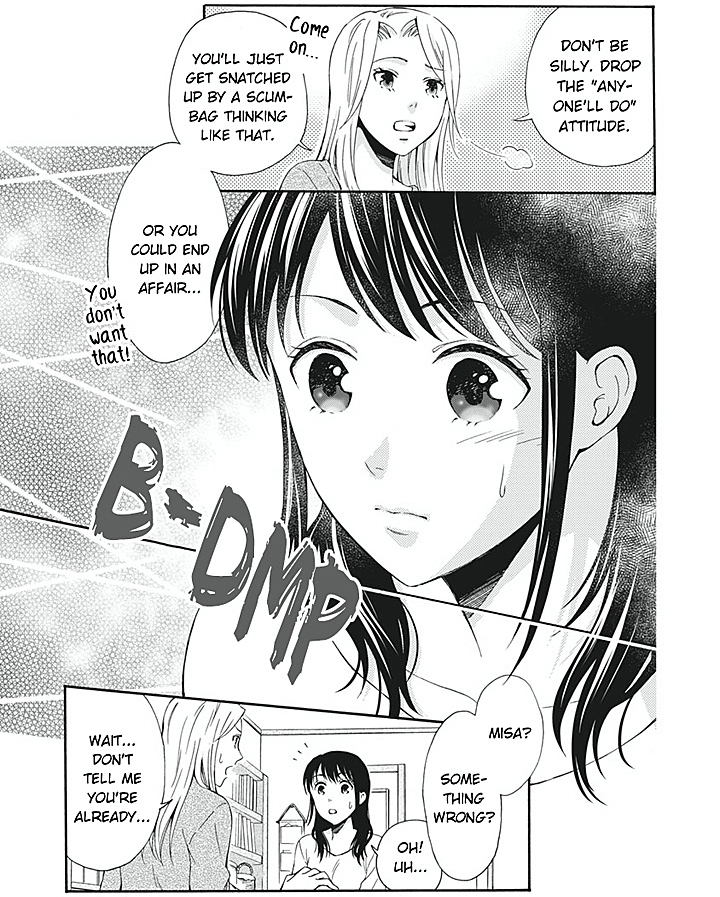 DON'T BE
SILLY. DROP
THE "ANY-
ONE'LL DO"
ATTITUDE.
Come
on...
YOU'LL JUST
GET SNATCHED
UP BY A SCUM-
BAG THINKING
LIKE THAT.
OR YOU
COULD END
UP IN AN
AFFAIR...
You
don't
want
that!
B-DMP
MISA?
SOME-
THING
WRONG?
OH!
UH...
WAIT...
DON'T
TELL ME
YOU'RE
ALREADY...